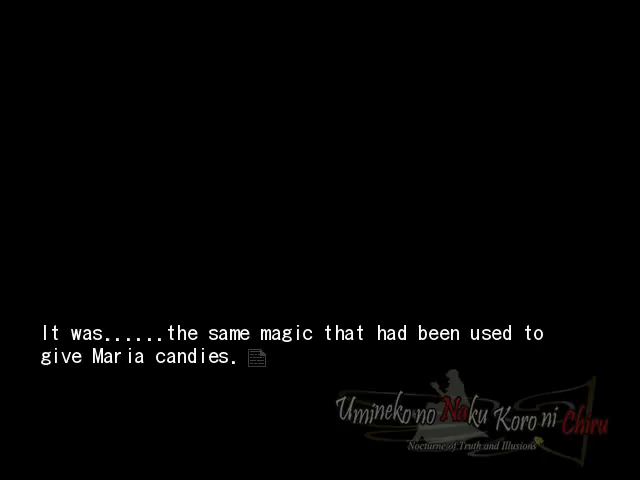 It was......the same magic that had been used to
give Maria candies.
Umineko no Naku Koro ni Chiru
Nocturne of Truth and Illusions